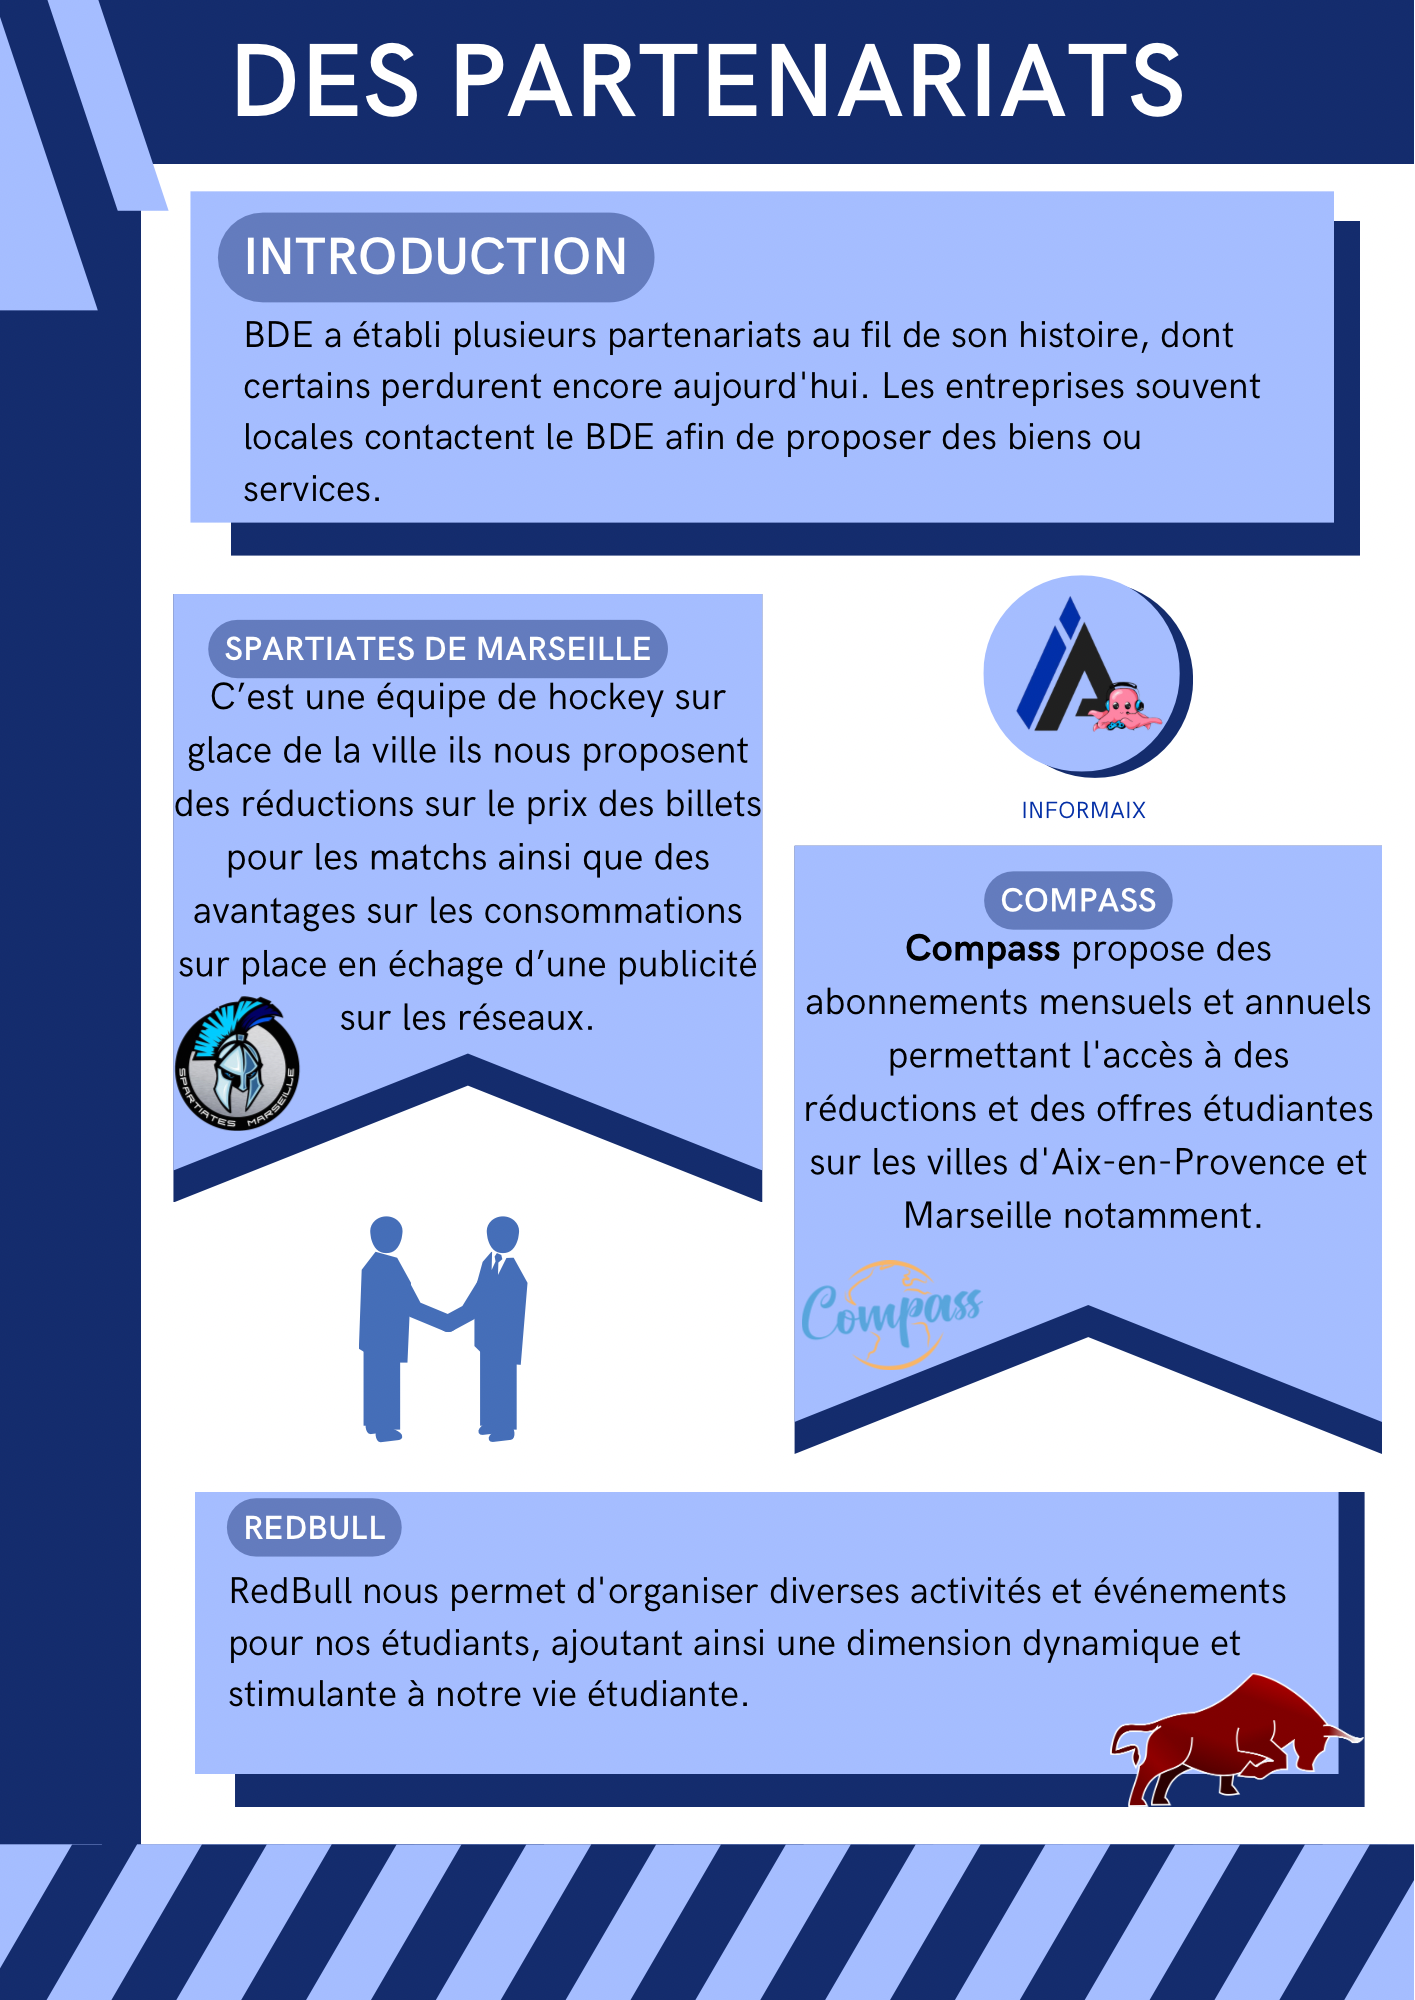 DES PARTENARIATS
INTRODUCTION
BDE a établi plusieurs partenariats au fil de son histoire, dont
certains perdurent encore aujourd'hui. Les entreprises souvent
locales contactent le BDE afin de proposer des biens ou
services.
SPARTIATES DE MARSEILLE
C’est une équipe de hockey sur
glace de la ville ils nous proposent
des réductions sur le prix des billets
pour les matchs ainsi que des
avantages sur les consommations
sur place en échage d’une publicité
sur les réseaux.
SPARTIATES MARSEILLE
INFORMAIX
COMPASS
Compass propose des
abonnements mensuels et annuels
permettant l'accès à des
réductions et des offres étudiantes
sur les villes d'Aix-en-Provence et
Marseille notamment.
Compass
REDBULL
RedBull nous permet d'organiser diverses activités et événements
pour nos étudiants, ajoutant ainsi une dimension dynamique et
stimulante à notre vie étudiante.